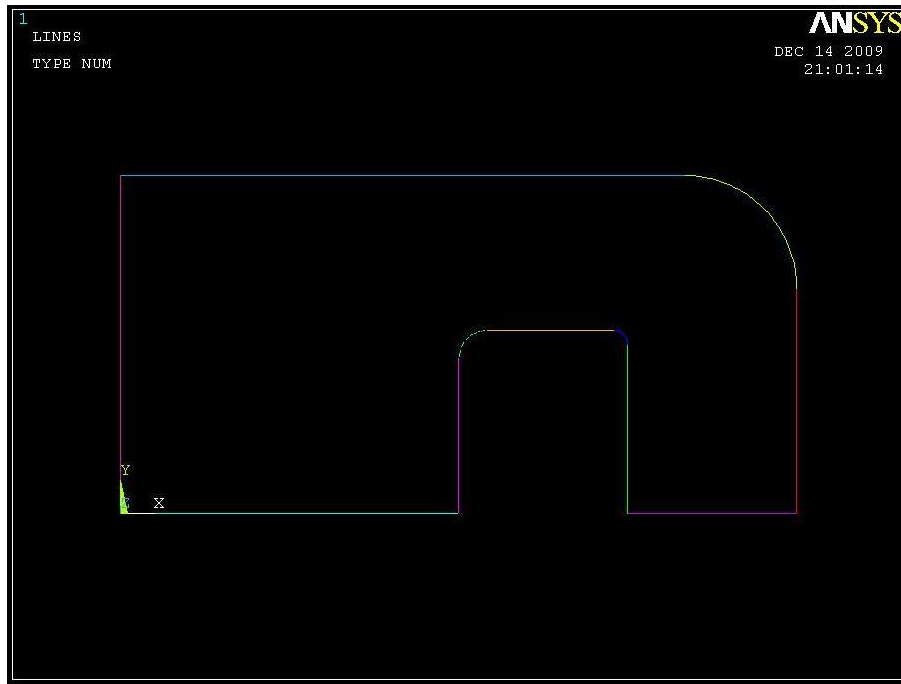 1
LINES
TYPE NUM
ANSYS
DEC 14 2009
21:01:14
Y
Z X